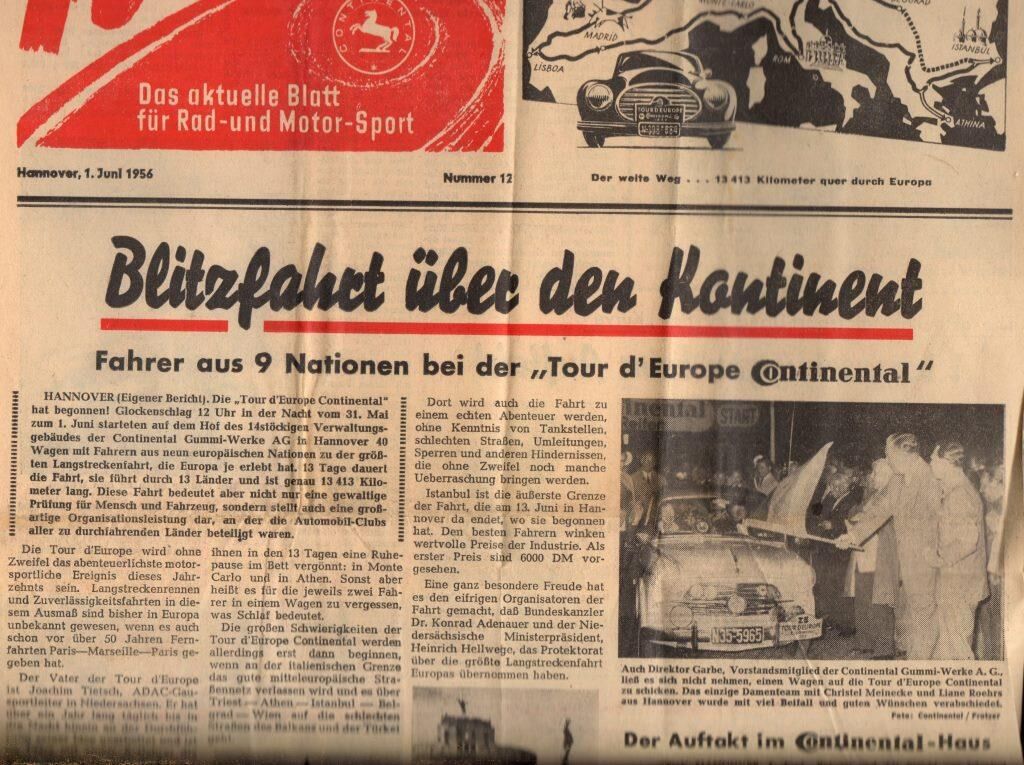 CONTINENTAL
Das aktuelle Blatt
für Rad-und Motor-Sport
Hannover, 1. Juni 1956
Nummer 12
MONTE-CARLO
BEOGRAD
MADRID
LISBOA
ROM
ISTANBUL
ATHINA
TOUR D'EUROPE
Continental
Der weite Weg . . . 13 413 Kilometer quer durch Europa
Blitzfahrt über den Kontinent
Fahrer aus 9 Nationen bei der „Tour d'Europe Continental“
HANNOVER (Eigener Bericht). Die „Tour d'Europe Continental“
hat begonnen! Glockenschlag 12 Uhr in der Nacht vom 31. Mai
zum 1. Juni starteten auf dem Hof des 14stöckigen Verwaltungs-
gebäudes der Continental Gummi-Werke AG in Hannover 40
Wagen mit Fahrern aus neun europäischen Nationen zu der größ-
ten Langstreckenfahrt, die Europa je erlebt hat. 13 Tage dauert
die Fahrt, sie führt durch 13 Länder und ist genau 13 413 Kilo-
meter lang. Diese Fahrt bedeutet aber nicht nur eine gewaltige
Prüfung für Mensch und Fahrzeug, sondern stellt auch eine groß-
artige Organisationsleistung dar, an der die Automobil-Clubs
aller zu durchfahrenden Länder beteiligt waren.
Die Tour d'Europe wird ohne
Zweifel das abenteuerlichste motor-
sportliche Ereignis dieses Jahr-
zehnts sein. Langstreckenrennen
und Zuverlässigkeitsfahrten in die-
sem Ausmaß sind bisher in Europa
unbekannt gewesen, wenn es auch
schon vor über 50 Jahren Fern-
fahrten Paris—Marseille—Paris ge-
geben hat.
Der Vater der Tour d'Europe
ist Joachim Tietsch, ADAC-Gau-
sportleiter in Niedersachsen. Er hat
über ein Jahr lang täglich bis in
ihnen in den 13 Tagen eine Ruhe-
pause im Bett vergönnt: in Monte
Carlo und in Athen. Sonst aber
heißt es für die jeweils zwei Fah-
rer in einem Wagen zu vergessen,
was Schlaf bedeutet.
Die großen Schwierigkeiten der
Tour d'Europe Continental werden
allerdings erst dann beginnen,
wenn an der italienischen Grenze
das gute mitteleuropäische Stra-
ßennetz verlassen wird und es über
Triest—Athen—Istanbul—Bel-
grad—Wien auf die schlechten
Straßen des Balkans und der Türkei
geht.
Dort wird auch die Fahrt zu
einem echten Abenteuer werden,
ohne Kenntnis von Tankstellen,
schlechten Straßen, Umleitungen,
Sperren und anderen Hindernissen,
die ohne Zweifel noch manche
Ueberraschung bringen werden.
Istanbul ist die äußerste Grenze
der Fahrt, die am 13. Juni in Han-
nover da endet, wo sie begonnen
hat. Den besten Fahrern winken
wertvolle Preise der Industrie. Als
erster Preis sind 6000 DM vor-
gesehen.
Eine ganz besondere Freude hat
es den eifrigen Organisatoren der
Fahrt gemacht, daß Bundeskanzler
Dr. Konrad Adenauer und der Nie-
dersächsische Ministerpräsident,
Heinrich Hellwege, das Protektorat
über die größte Langstreckenfahrt
Europas übernommen haben.
START
N35-5965
25
TOUR D'EUROPE
Auch Direktor Garbe, Vorstandsmitglied der Continental Gummi-Werke A. G.,
ließ es sich nicht nehmen, einen Wagen auf die Tour d'Europe Continental
zu schicken. Das einzige Damenteam mit Christel Meinecke und Liane Roehrs
aus Hannover wurde mit viel Beifall und guten Wünschen verabschiedet.
Foto: Continental / Fratzer
Der Auftakt im Continental-Haus